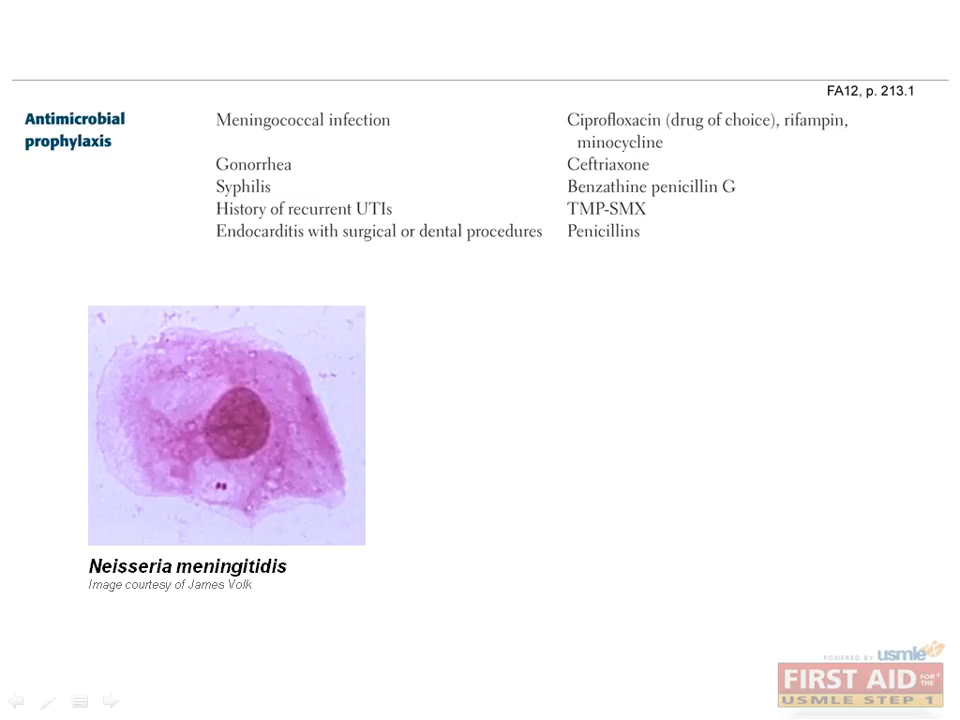 FA12, p. 213.1
Antimicrobial prophylaxis
Meningococcal infection Ciprofloxacin (drug of choice), rifampin, minocycline
Gonorrhea Ceftriaxone
Syphilis Benzathine penicillin G
History of recurrent UTIs TMP-SMX
Endocarditis with surgical or dental procedures Penicillins
Neisseria meningitidis
Image courtesy of James Volk
POWERED BY usmle
FIRST AID FOR THE®
USMLE STEP 1